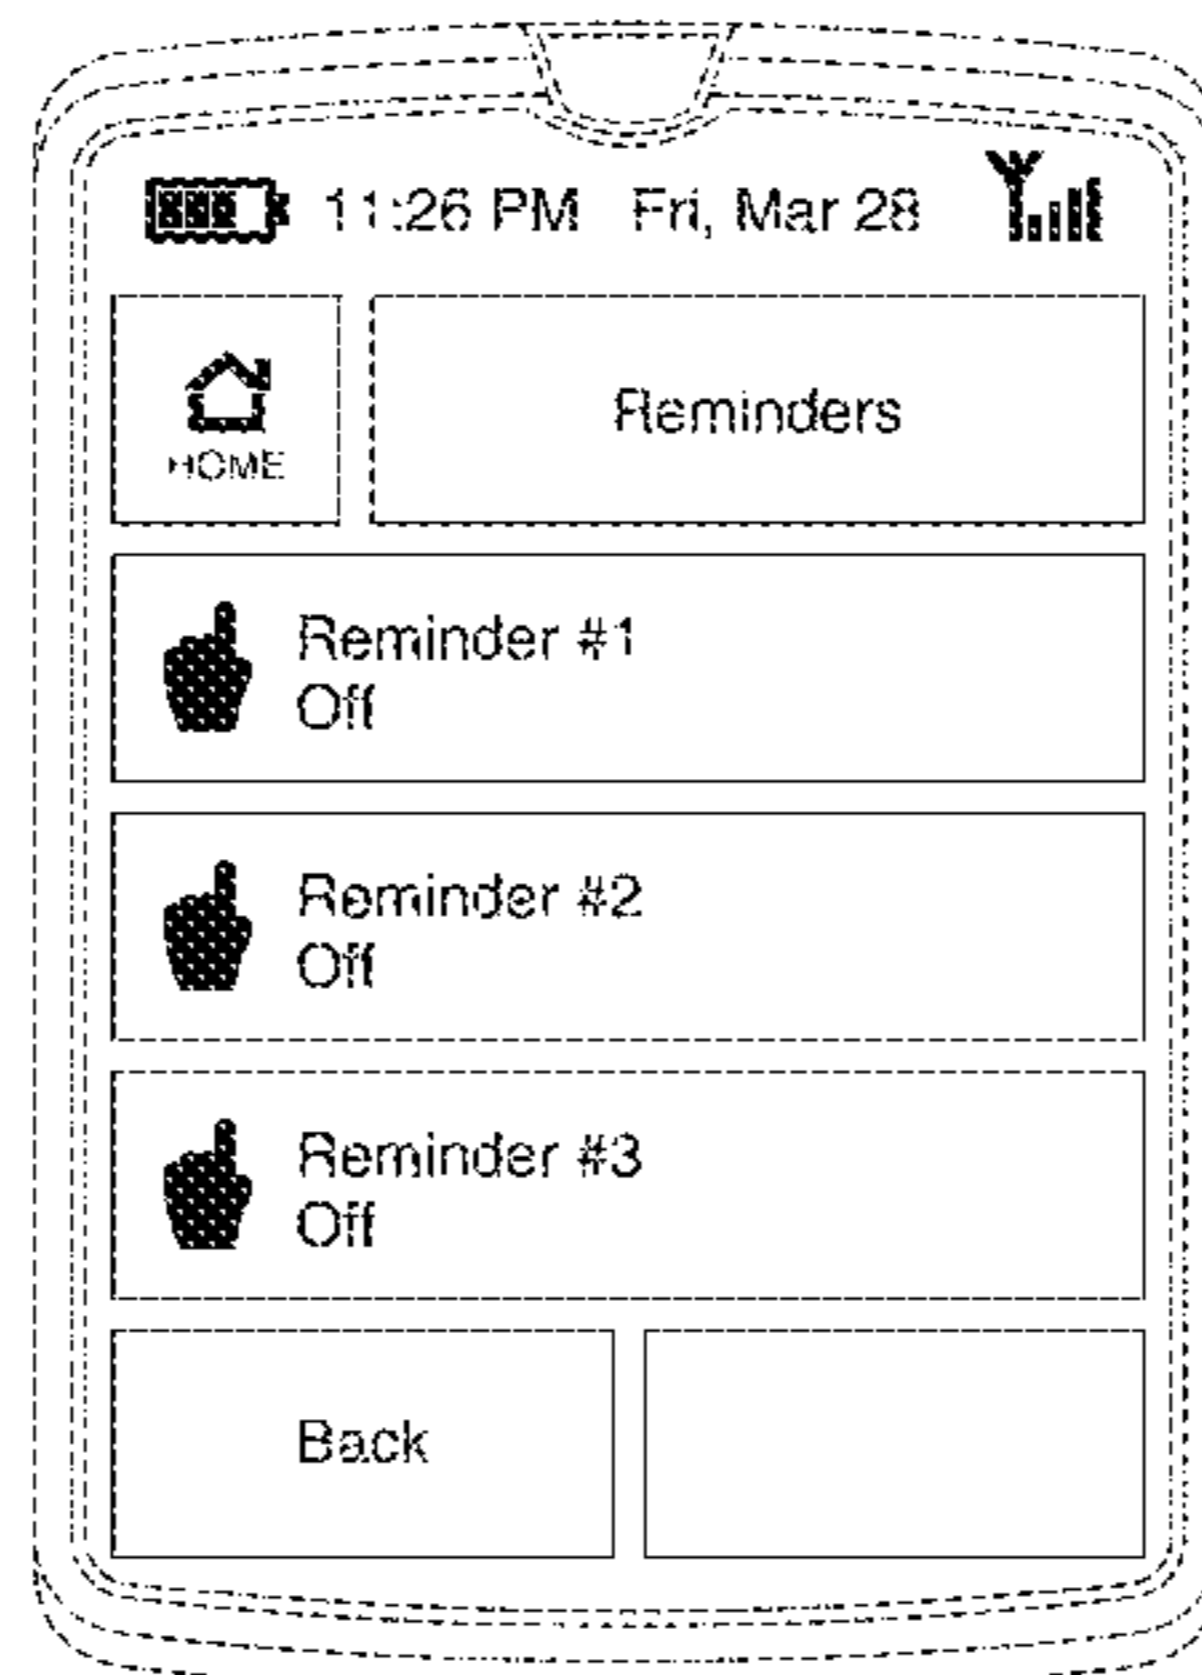 11:26 PM Fri, Mar 28
HOME
Reminders
Reminder #1
Off
Reminder #2
Off
Reminder #3
Off
Back